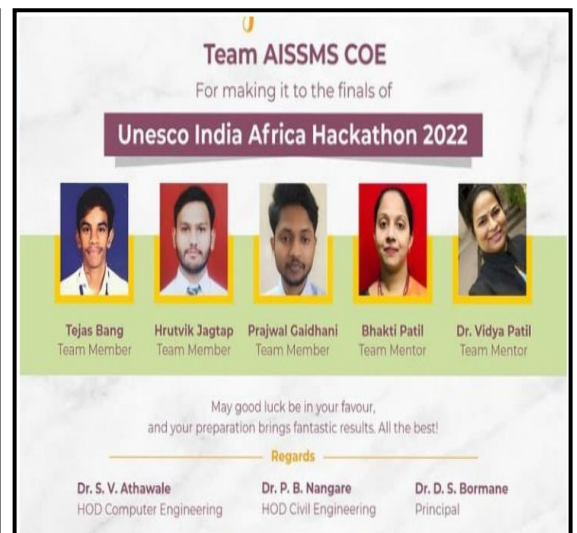 Team AISSMS COE
For making it to the finals of
Unesco India Africa Hackathon 2022
Tejas Bang
Team Member
Hrutvik Jagtap
Team Member
Prajwal Gaidhani
Team Member
Bhakti Patil
Team Mentor
Dr. Vidya Patil
Team Mentor
May good luck be in your favour,
and your preparation brings fantastic results. All the best!
Regards
Dr. S. V. Athawale
HOD Computer Engineering
Dr. P. B. Nangare
HOD Civil Engineering
Dr. D. S. Bormane
Principal